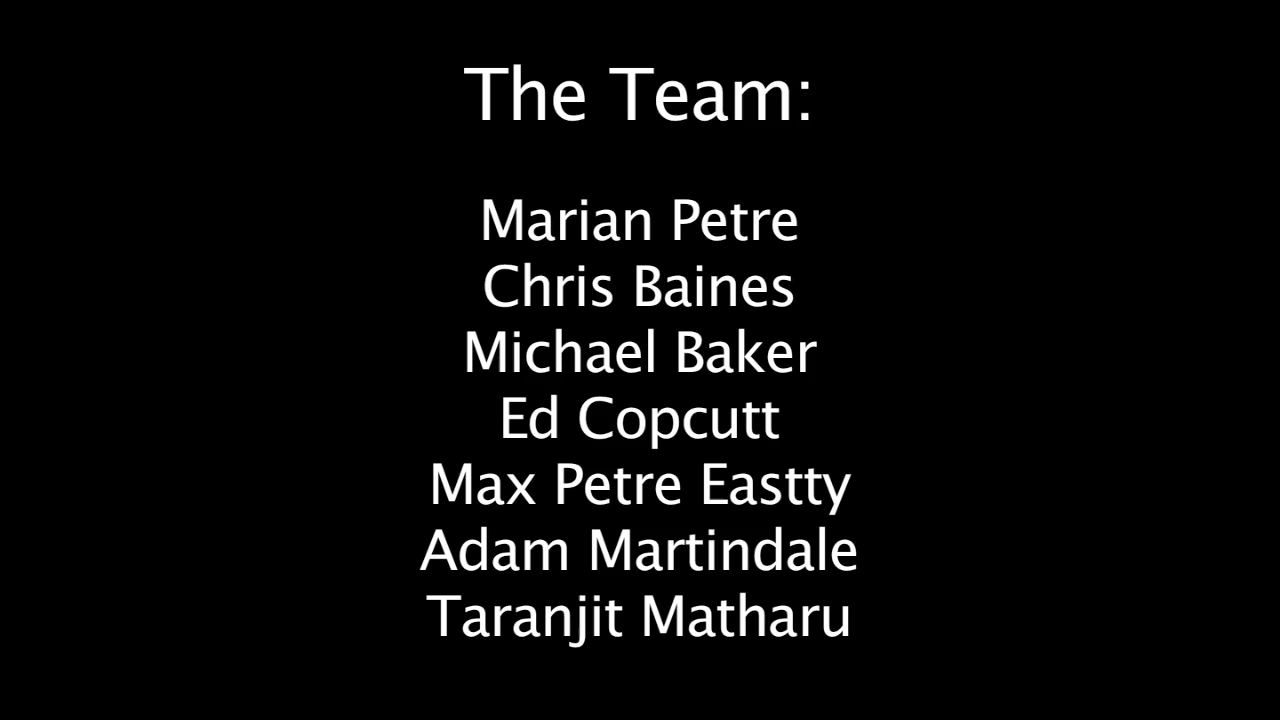 The Team:
Marian Petre
Chris Baines
Michael Baker
Ed Copcutt
Max Petre Eastty
Adam Martindale
Taranjit Matharu